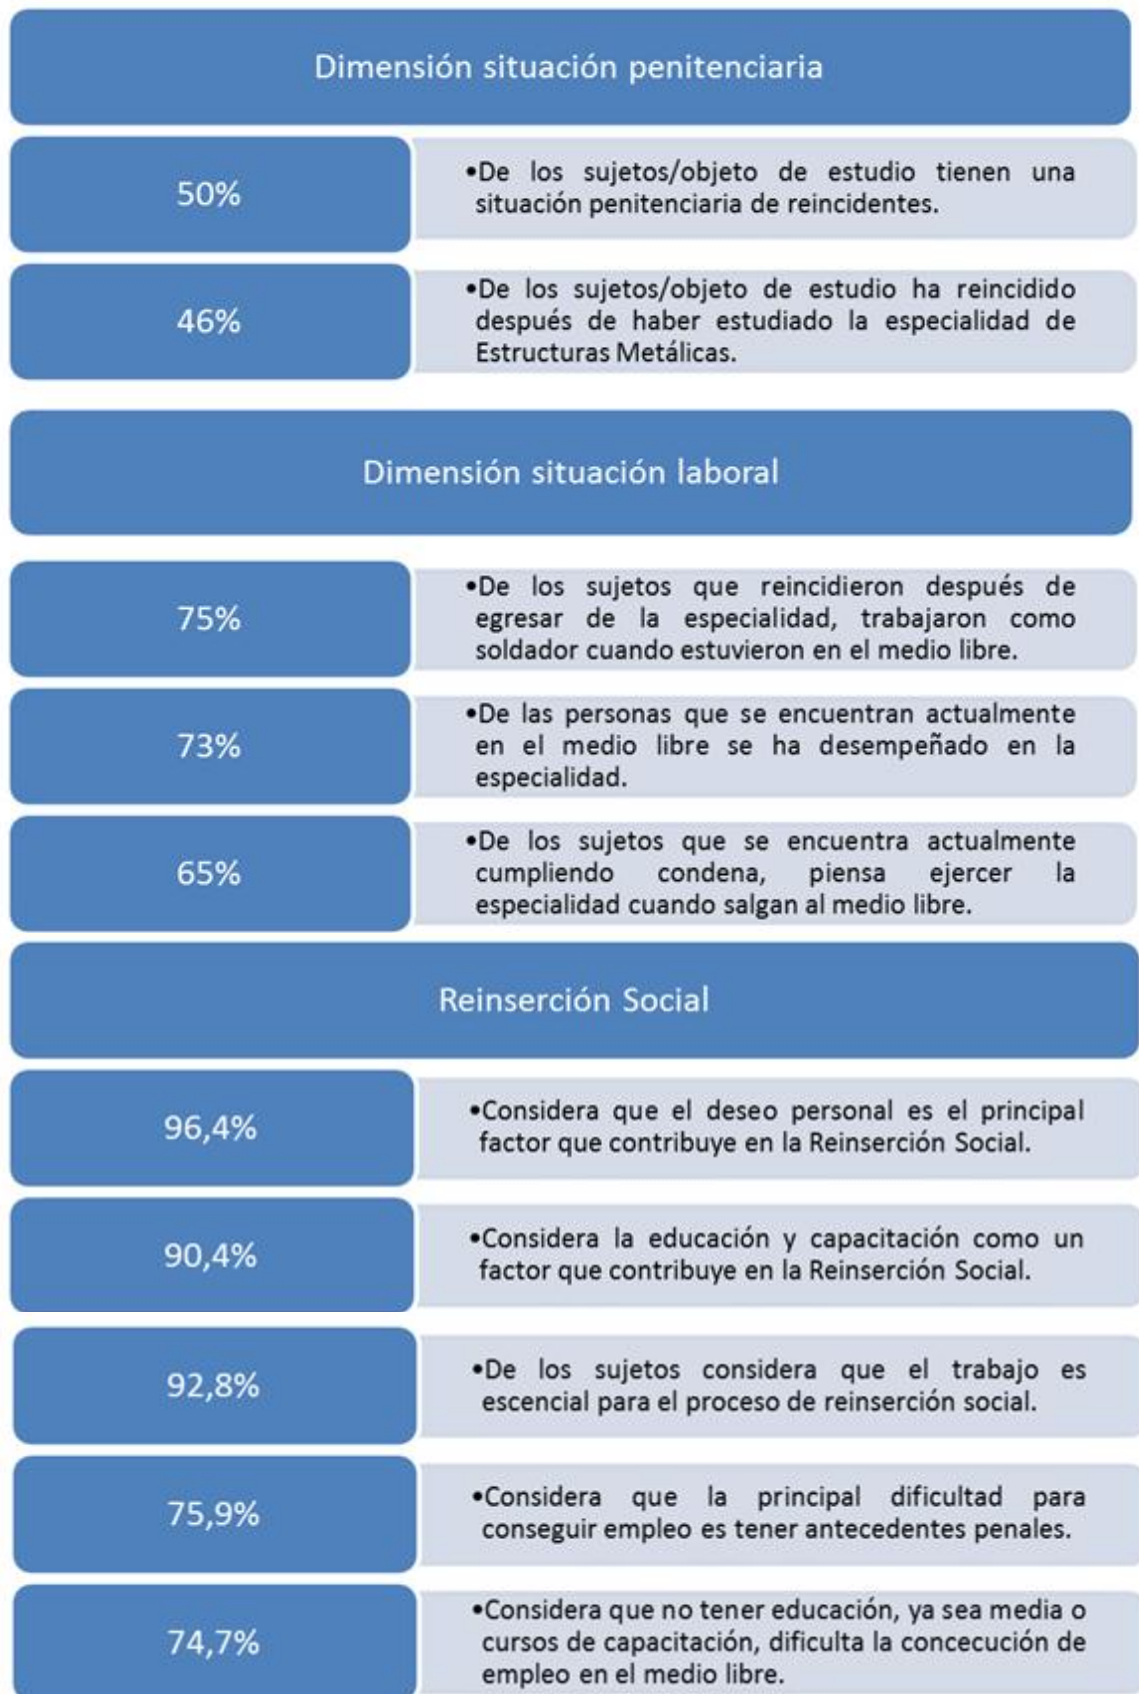 Dimensión situación penitenciaria
50%
•De los sujetos/objeto de estudio tienen una
situación penitenciaria de reincidentes.
46%
•De los sujetos/objeto de estudio ha reincidido
después de haber estudiado la especialidad de
Estructuras Metálicas.
Dimensión situación laboral
75%
•De los sujetos que reincidieron después de
egresar de la especialidad, trabajaron como
soldador cuando estuvieron en el medio libre.
73%
•De las personas que se encuentran actualmente
en el medio libre se ha desempeñado en la
especialidad.
65%
•De los sujetos que se encuentra actualmente
cumpliendo condena, piensa ejercer la
especialidad cuando salgan al medio libre.
Reinserción Social
96,4%
•Considera que el deseo personal es el principal
factor que contribuye en la Reinserción Social.
90,4%
•Considera la educación y capacitación como un
factor que contribuye en la Reinserción Social.
92,8%
•De los sujetos considera que el trabajo es
escencial para el proceso de reinserción social.
75,9%
•Considera que la principal dificultad para
conseguir empleo es tener antecedentes penales.
74,7%
•Considera que no tener educación, ya sea media o
cursos de capacitación, dificulta la concecución de
empleo en el medio libre.